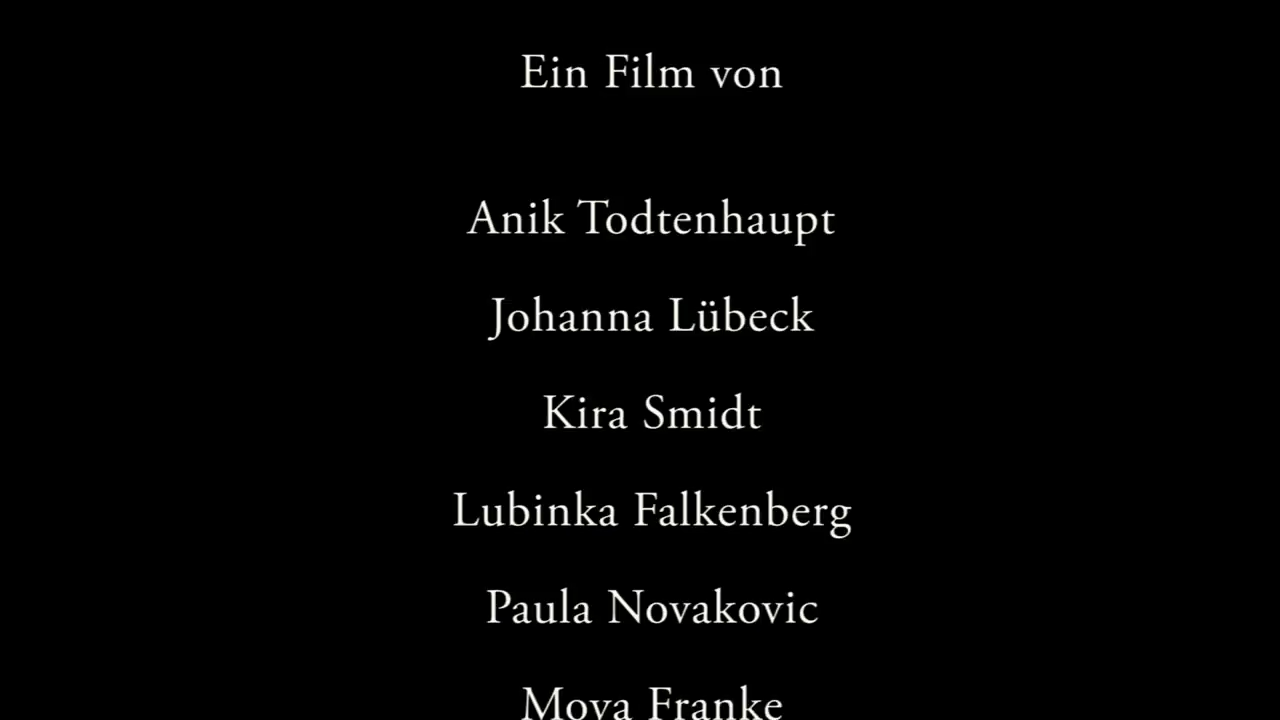 Ein Film von
Anik Todtenhaupt
Johanna Lübeck
Kira Smidt
Lubinka Falkenberg
Paula Novakovic
Moya Franke